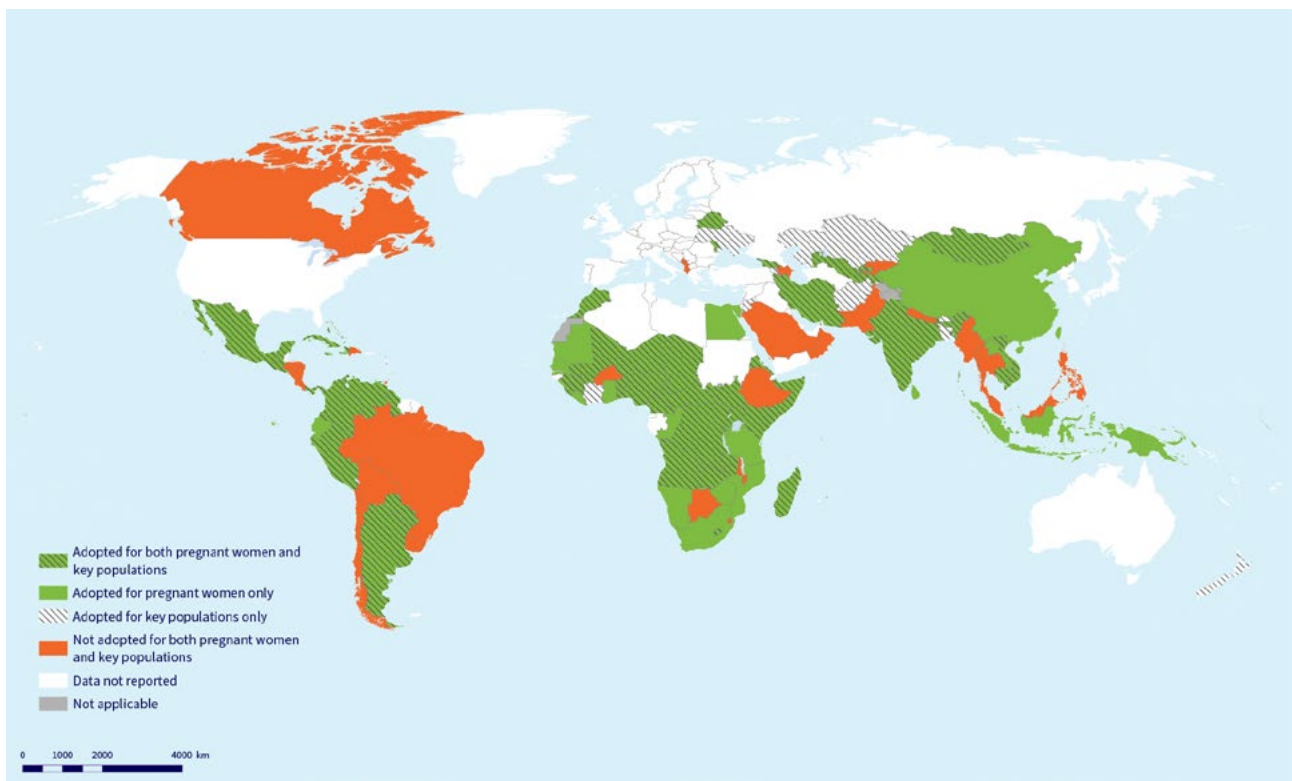 Adopted for both pregnant women and
key populations
Adopted for pregnant women only
Adopted for key populations only
Not adopted for both pregnant women
and key populations
Data not reported
Not applicable
0 1000 2000 4000 km